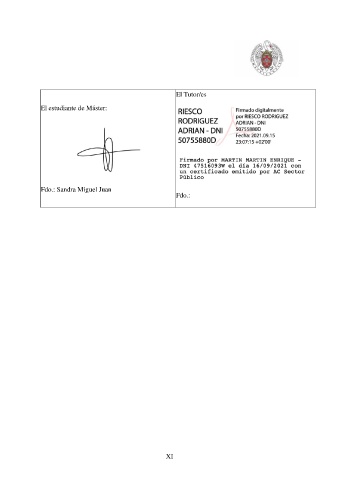 El Tutor/es
El estudiante de Máster:
RIESCO
RODRIGUEZ
ADRIAN - DNI
50755880D
Firmado digitalmente
por RIESCO RODRIGUEZ
ADRIAN - DNI
50755880D
Fecha: 2021.09.15
23:07:15 +02'00'
Firmado por MARTIN MARTIN ENRIQUE -
DNI 47516093W el día 16/09/2021 con
un certificado emitido por AC Sector
Público
Fdo.: Sandra Miguel Juan
Fdo.:
XI